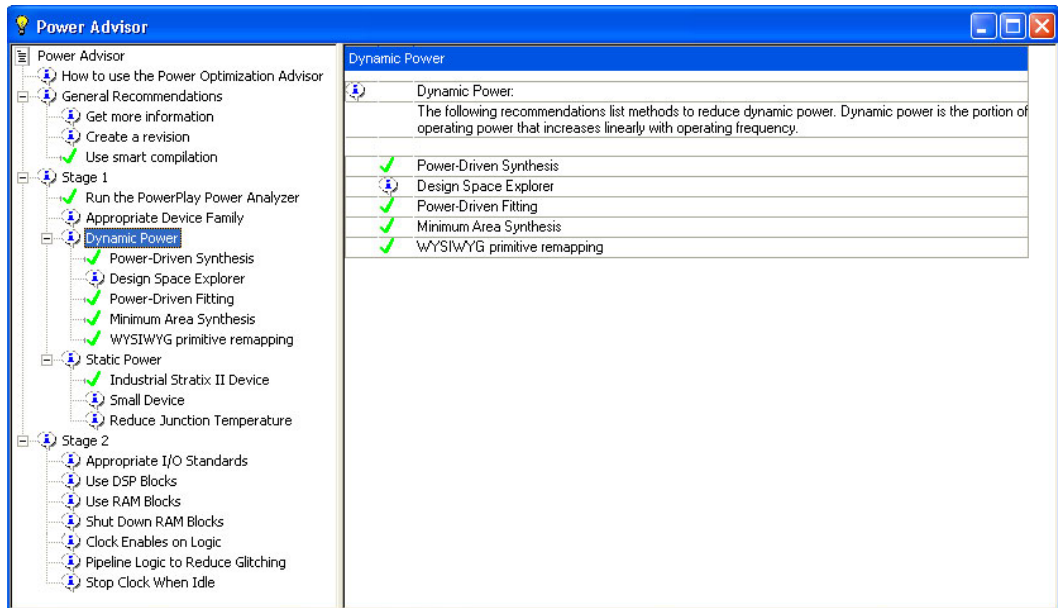 Power Advisor
Power Advisor
How to use the Power Optimization Advisor
General Recommendations
Get more information
Create a revision
Use smart compilation
Stage 1
Run the PowerPlay Power Analyzer
Appropriate Device Family
Dynamic Power
Power-Driven Synthesis
Design Space Explorer
Power-Driven Fitting
Minimum Area Synthesis
WYSIWYG primitive remapping
Static Power
Industrial Stratix II Device
Small Device
Reduce Junction Temperature
Stage 2
Appropriate I/O Standards
Use DSP Blocks
Use RAM Blocks
Shut Down RAM Blocks
Clock Enables on Logic
Pipeline Logic to Reduce Glitching
Stop Clock When Idle
Dynamic Power
Dynamic Power:
The following recommendations list methods to reduce dynamic power. Dynamic power is the portion of
operating power that increases linearly with operating frequency.
Power-Driven Synthesis
Design Space Explorer
Power-Driven Fitting
Minimum Area Synthesis
WYSIWYG primitive remapping